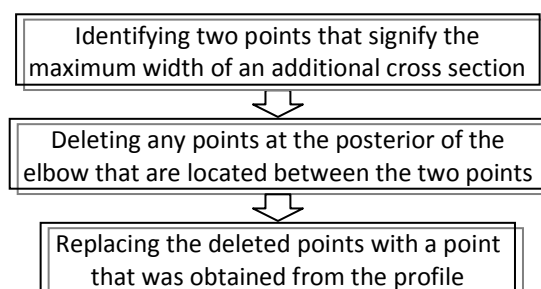 Identifying two points that signify the
maximum width of an additional cross section
Deleting any points at the posterior of the
elbow that are located between the two points
Replacing the deleted points with a point
that was obtained from the profile